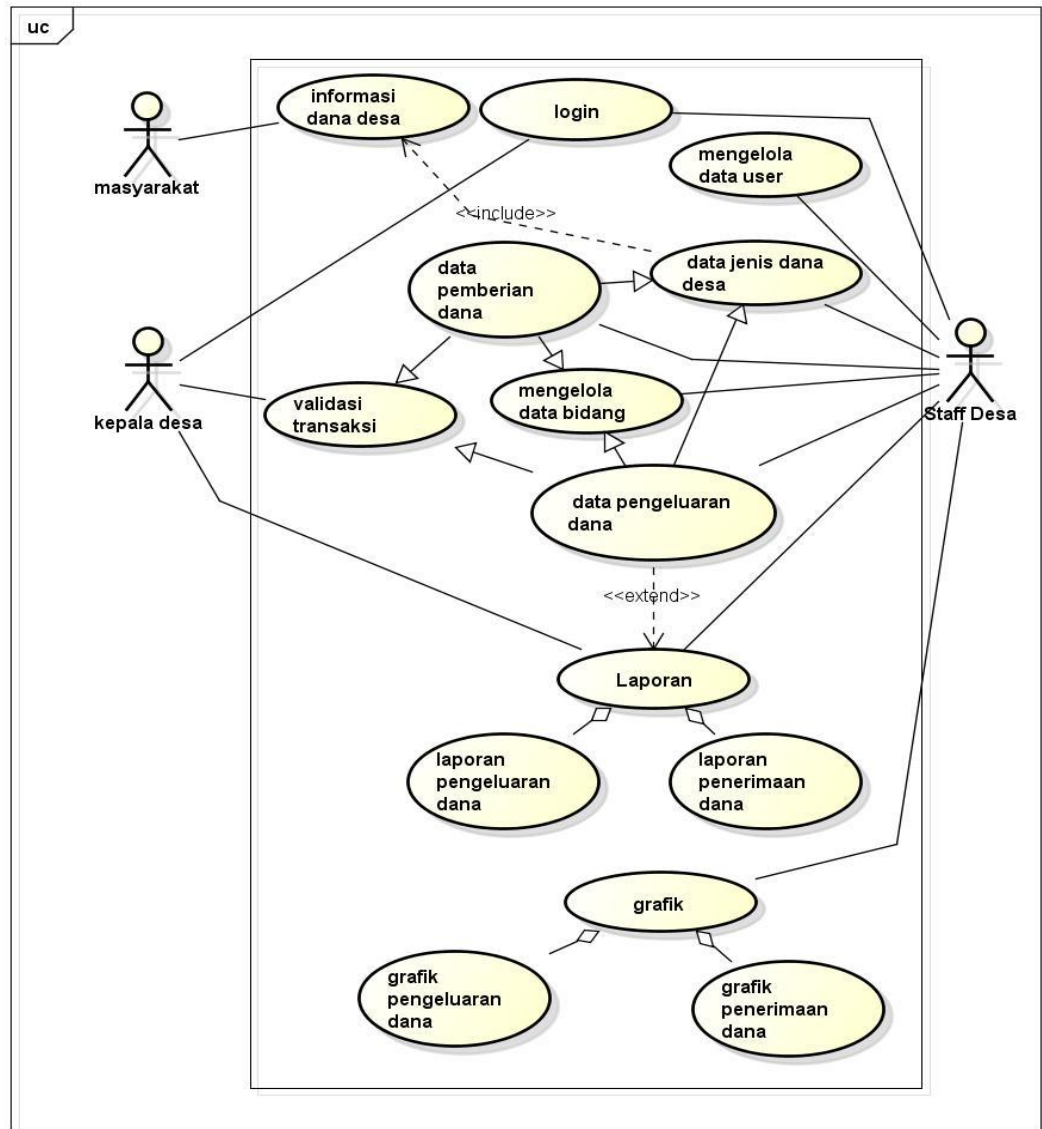 uc
informasi
dana desa
login
masyarakat
mengelola
data user
<<include>>
data
pemberian
dana
data jenis dana
desa
kepala desa
validasi
transaksi
mengelola
data bidang
Staff Desa
data pengeluaran
dana
<<extend>>
Laporan
laporan
pengeluaran
dana
laporan
penerimaan
dana
grafik
grafik
pengeluaran
dana
grafik
penerimaan
dana